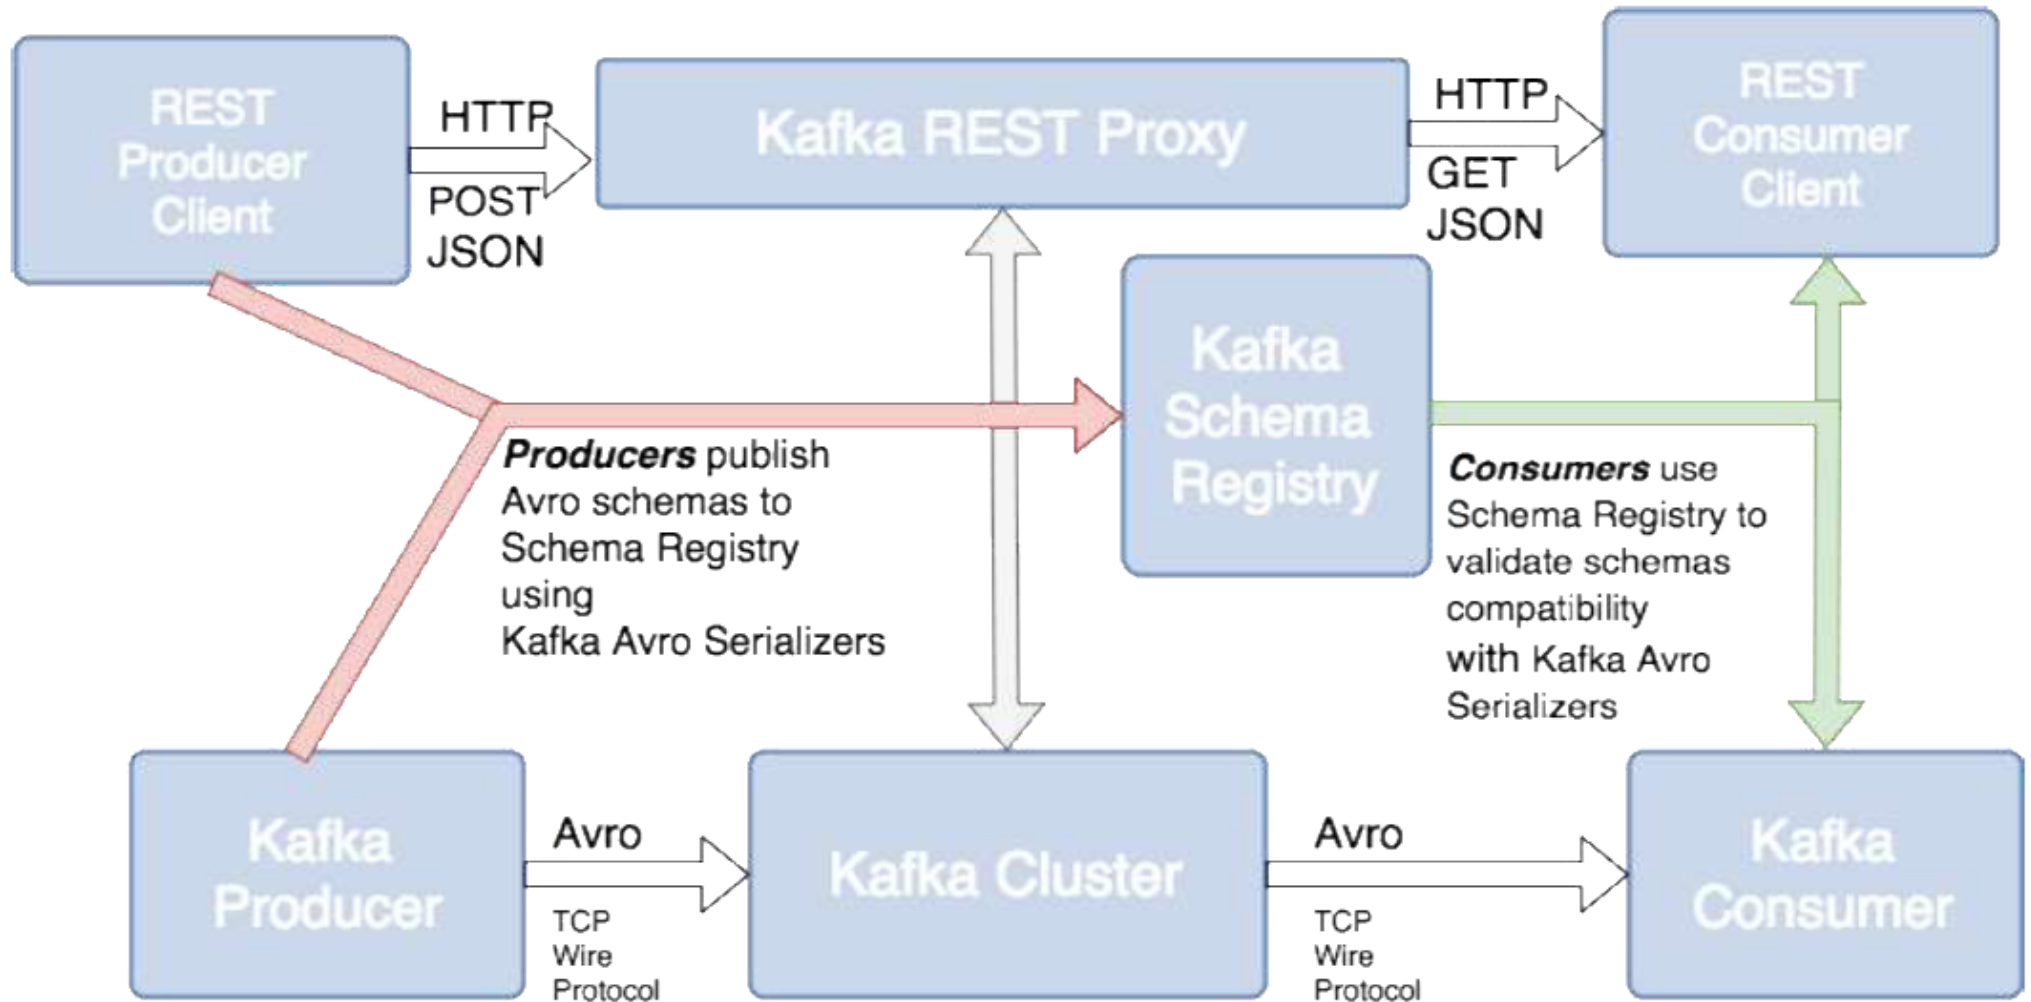 REST
Producer
Client
HTTP
POST
JSON
Kafka REST Proxy
HTTP
GET
JSON
REST
Consumer
Client
Kafka
Schema
Registry
Producers publish
Avro schemas to
Schema Registry
using
Kafka Avro Serializers
Consumers use
Schema Registry to
validate schemas
compatibility
with Kafka Avro
Serializers
Kafka
Producer
Avro
TCP
Wire
Protocol
Kafka Cluster
Avro
TCP
Wire
Protocol
Kafka
Consumer